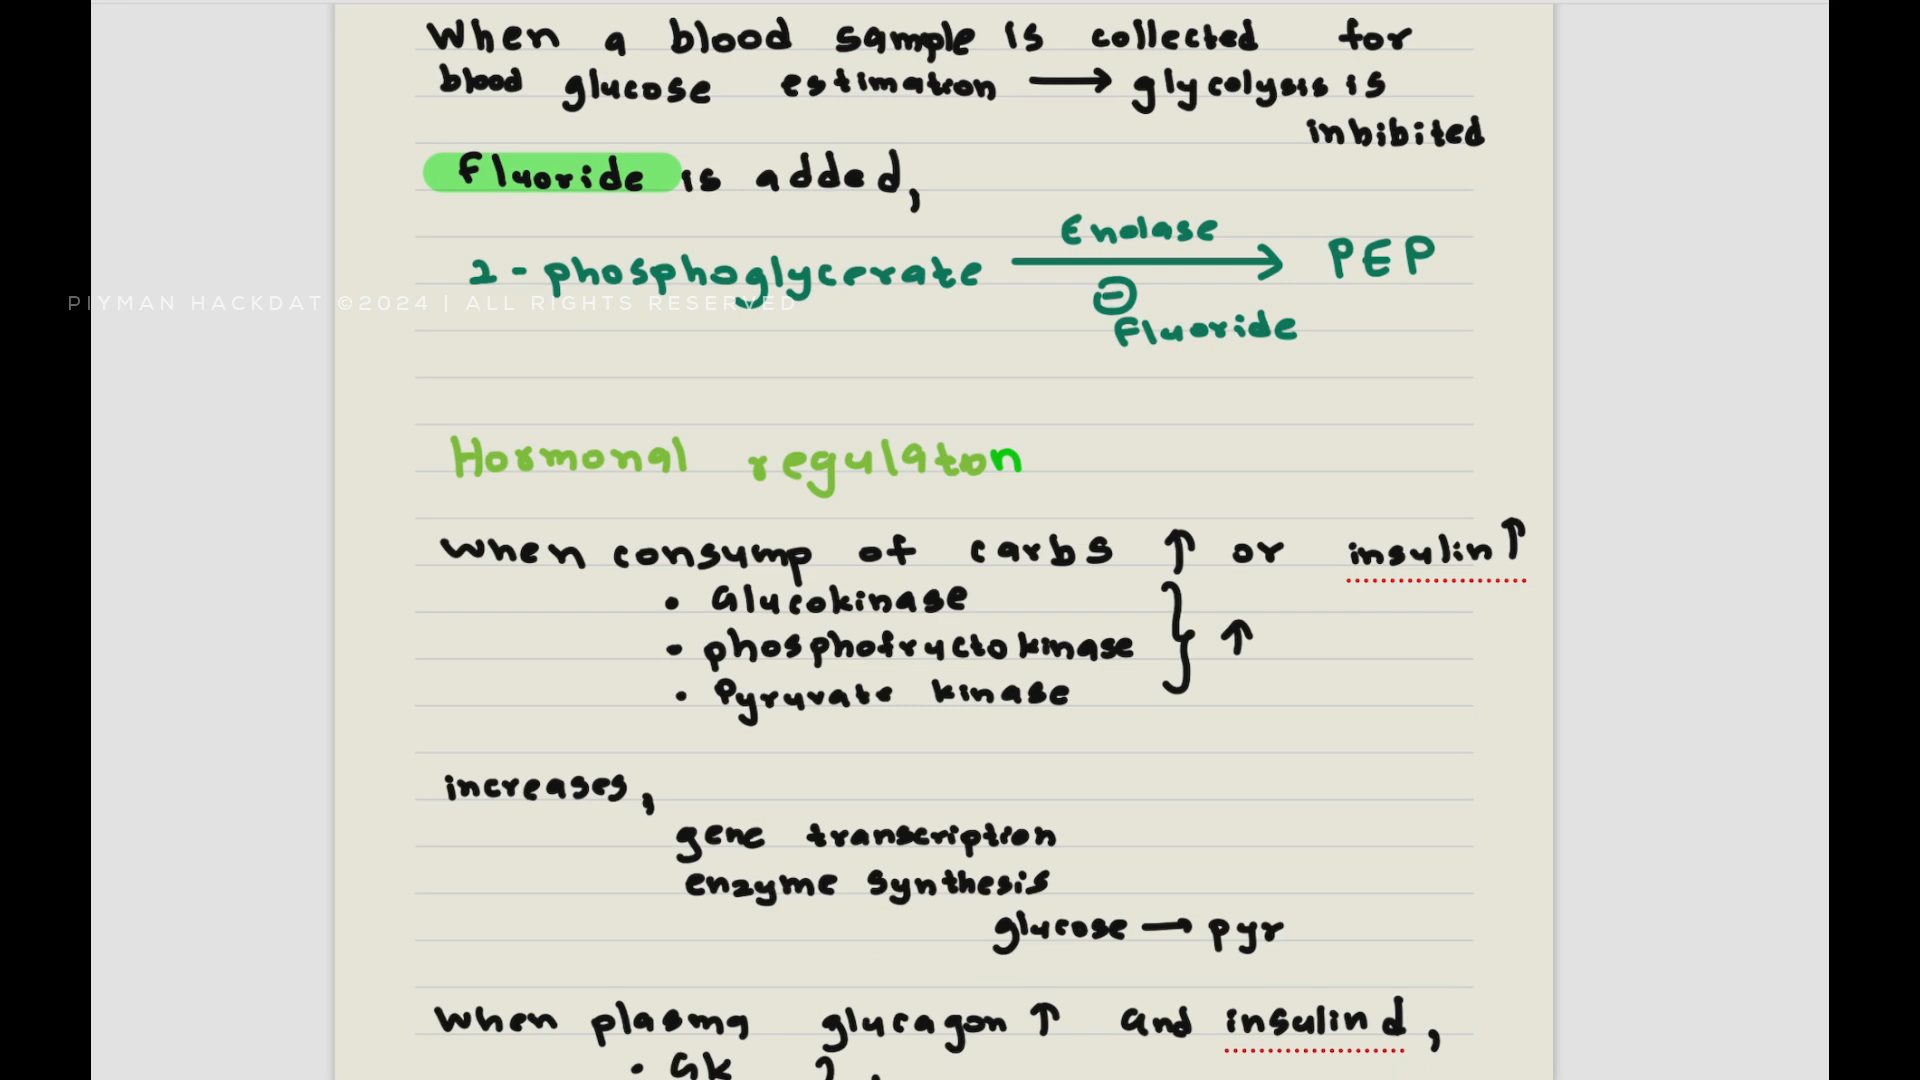 When a blood sample is collected for
blood glucose estimation → glycolysis is
inhibited
Fluoride is added,
Enolase
2-phosphoglycerate → PEP
⊖
Fluoride
PIYMAN HACKDAT ©2024 | ALL RIGHTS RESERVED
Hormonal regulaton
When consump of carbs ↑ or insulin ↑
• Glucokinase
• phosphofructokinase } ↑
• Pyruvate kinase
increases,
gene transcription
enzyme synthesis
glucose → pyr
When plasma glucagon ↑ and insulin d,
• GK